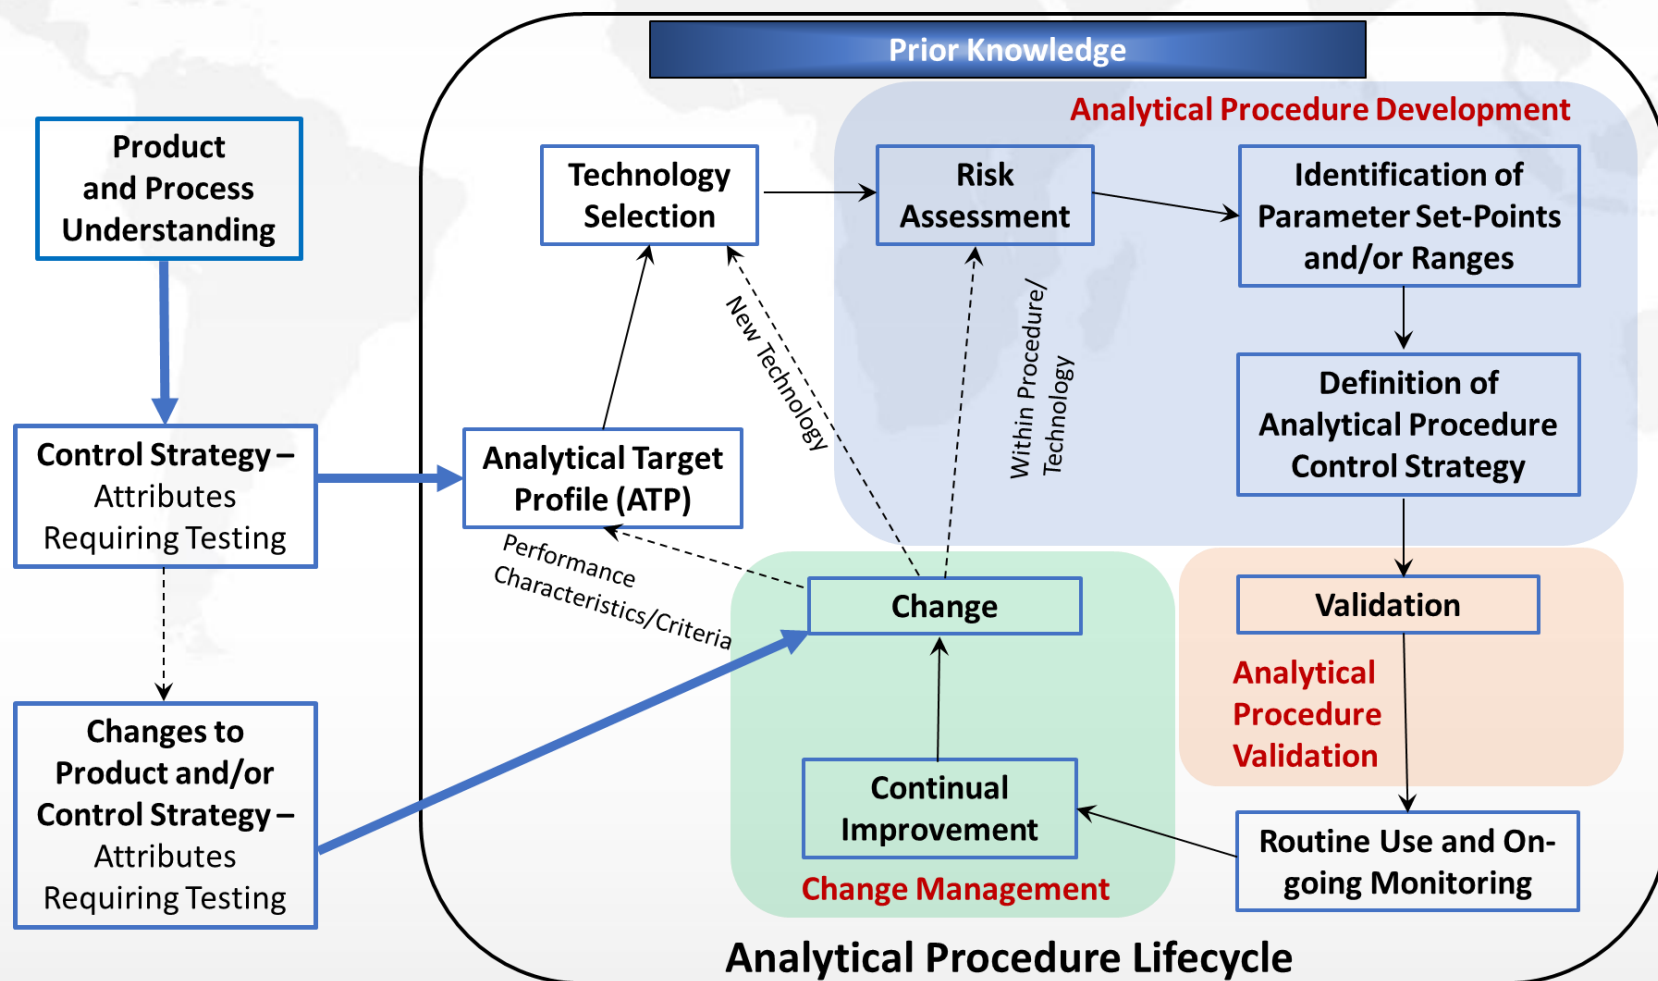 Prior Knowledge
Analytical Procedure Development
Product
and Process
Understanding
Technology
Selection
Risk
Assessment
Identification of
Parameter Set-Points
and/or Ranges
New Technology
Within Procedure/
Technology
Definition of
Analytical Procedure
Control Strategy
Control Strategy –
Attributes
Requiring Testing
Analytical Target
Profile (ATP)
Performance
Characteristics/Criteria
Change
Validation
Analytical
Procedure
Validation
Changes to
Product and/or
Control Strategy –
Attributes
Requiring Testing
Continual
Improvement
Change Management
Routine Use and On-
going Monitoring
Analytical Procedure Lifecycle